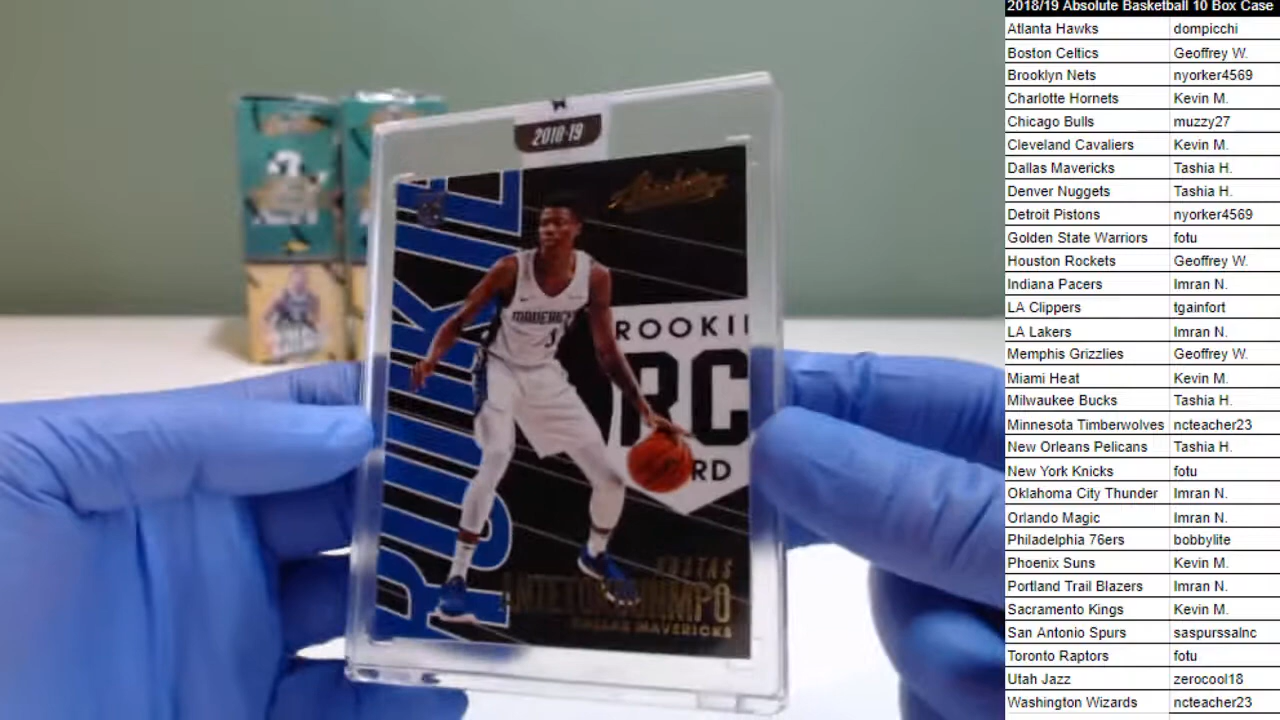 2018/19 Absolute Basketball 10 Box Case
Atlanta Hawks dompicchi
Boston Celtics Geoffrey W.
Brooklyn Nets nyorker4569
Charlotte Hornets Kevin M.
Chicago Bulls muzzy27
Cleveland Cavaliers Kevin M.
Dallas Mavericks Tashia H.
Denver Nuggets Tashia H.
Detroit Pistons nyorker4569
Golden State Warriors fotu
Houston Rockets Geoffrey W.
Indiana Pacers Imran N.
LA Clippers tgainfort
LA Lakers Imran N.
Memphis Grizzlies Geoffrey W.
Miami Heat Kevin M.
Milwaukee Bucks Tashia H.
Minnesota Timberwolves ncteacher23
New Orleans Pelicans Tashia H.
New York Knicks fotu
Oklahoma City Thunder Imran N.
Orlando Magic Imran N.
Philadelphia 76ers bobbylite
Phoenix Suns Kevin M.
Portland Trail Blazers Imran N.
Sacramento Kings Kevin M.
San Antonio Spurs saspurssalnc
Toronto Raptors fotu
Utah Jazz zerocool18
Washington Wizards ncteacher23
2018-19
Absolute
ROOKIE
ROOKI
RC
RD
DALLAS MAVERICKS